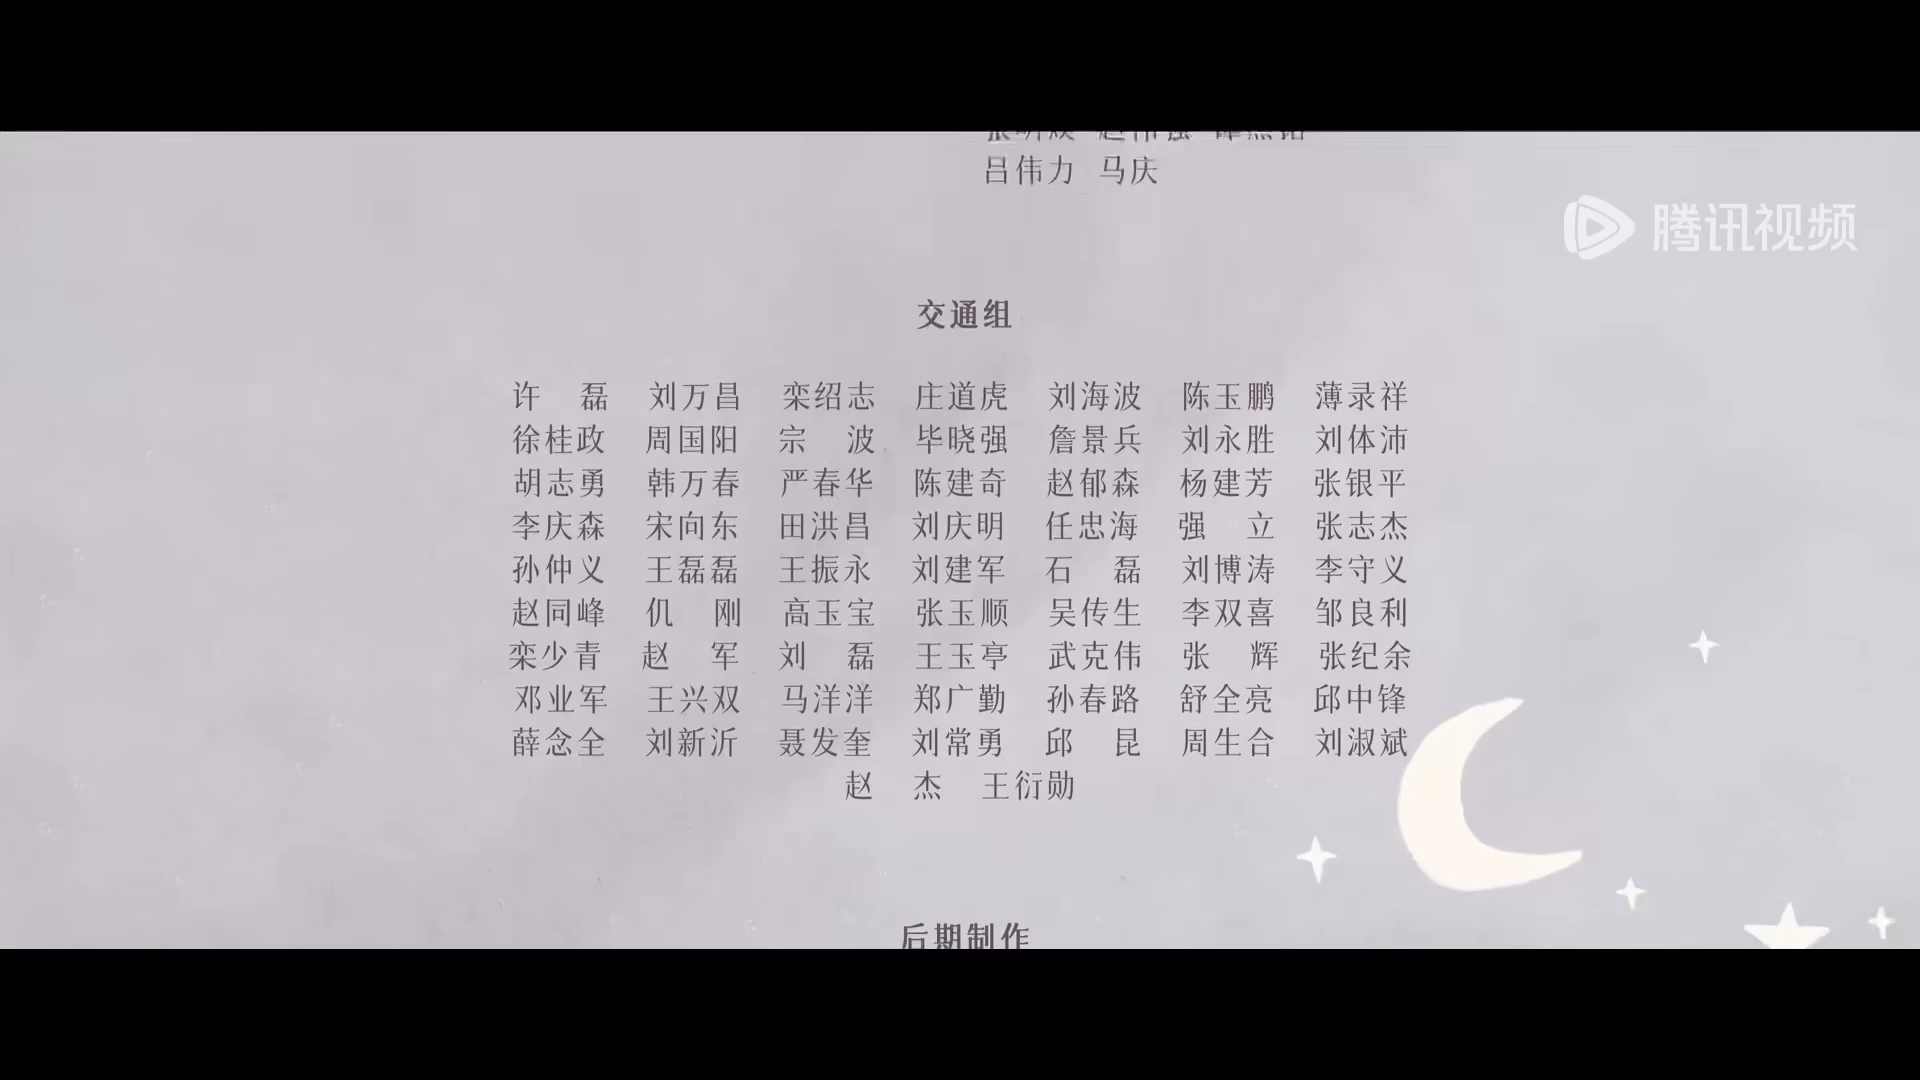 吕伟力 马庆
腾讯视频
交通组
许 磊 刘万昌 栾绍志 庄道虎 刘海波 陈玉鹏 薄录祥
徐桂政 周国阳 宗 波 毕晓强 詹景兵 刘永胜 刘体沛
胡志勇 韩万春 严春华 陈建奇 赵郁森 杨建芳 张银平
李庆森 宋向东 田洪昌 刘庆明 任忠海 强 立 张志杰
孙仲义 王磊磊 王振永 刘建军 石 磊 刘博涛 李守义
赵同峰 仉 刚 高玉宝 张玉顺 吴传生 李双喜 邹良利
栾少青 赵 军 刘 磊 王玉亭 武克伟 张 辉 张纪余
邓业军 王兴双 马洋洋 郑广勤 孙春路 舒全亮 邱中锋
薛念全 刘新沂 聂发奎 刘常勇 邱 昆 周生合 刘淑斌
赵 杰 王衍勋
后期制作